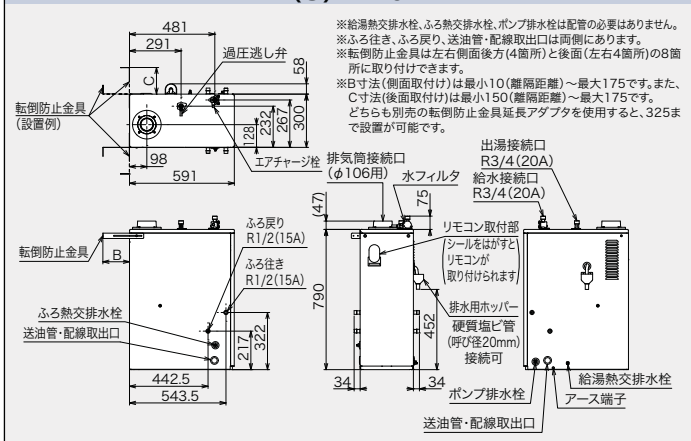 481
291
過圧逃し弁
58
C
転倒防止金具
(設置例)
128
232
267
300
98
エアチャージ栓
591
※給湯熱交排水栓、ふろ熱交排水栓、ポンプ排水栓は配管の必要はありません。
※ふろ往き、ふろ戻り、送油管・配線取出口は両側にあります。
※転倒防止金具は左右側面後方(4箇所)と後面(左右4箇所)の8箇
所に取り付けできます。
※B寸法(側面取付け)は最小10(離隔距離)〜最大175です。また、
C寸法(後面取付け)は最小150(離隔距離)〜最大175です。
どちらも別売の転倒防止金具延長アダプタを使用すると、325ま
で設置が可能です。
排気筒接続口
(φ106用)
水フィルタ
75
(47)
出湯接続口
R3/4(20A)
給水接続口
R3/4(20A)
転倒防止金具
B
ふろ戻り
R1/2(15A)
ふろ往き
R1/2(15A)
ふろ熱交排水栓
送油管・配線取出口
217
322
442.5
543.5
790
リモコン取付部
(シールをはがすと
リモコンが
取り付けられます)
排水用ホッパー
硬質塩ビ管
(呼び径20mm)
接続可
452
34
34
ポンプ排水栓
給湯熱交排水栓
アース端子
送油管・配線取出口